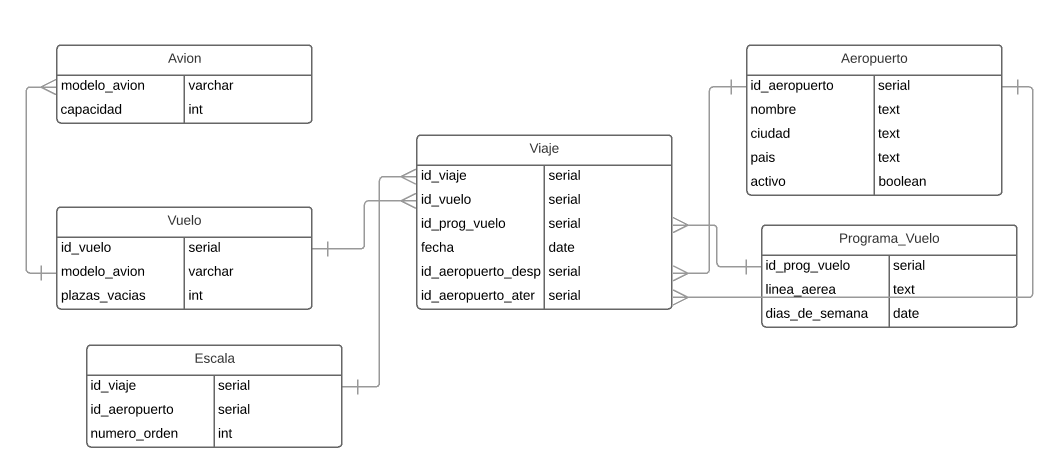 Avion
modelo_avion varchar
capacidad int
Vuelo
id_vuelo serial
modelo_avion varchar
plazas_vacias int
Escala
id_viaje serial
id_aeropuerto serial
numero_orden int
Viaje
id_viaje serial
id_vuelo serial
id_prog_vuelo serial
fecha date
id_aeropuerto_desp serial
id_aeropuerto_ater serial
Aeropuerto
id_aeropuerto serial
nombre text
ciudad text
pais text
activo boolean
Programa_Vuelo
id_prog_vuelo serial
linea_aerea text
dias_de_semana date